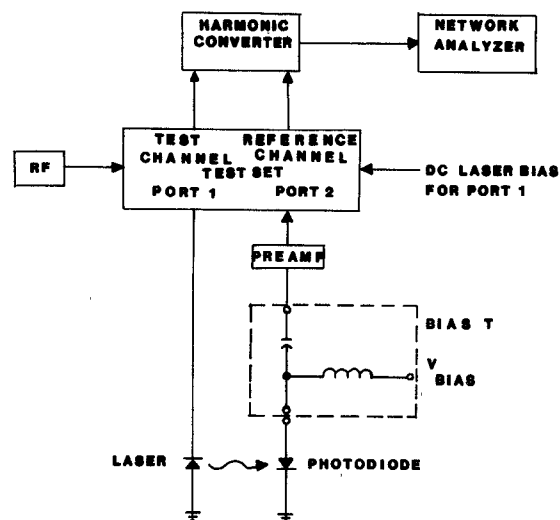 HARMONIC
CONVERTER
NETWORK
ANALYZER
TEST
CHANNEL
REFERENCE
CHANNEL
TEST SET
PORT 1
PORT 2
RF
DC LASER BIAS
FOR PORT 1
PREAMP
BIAS T
V
BIAS
LASER
PHOTODIODE